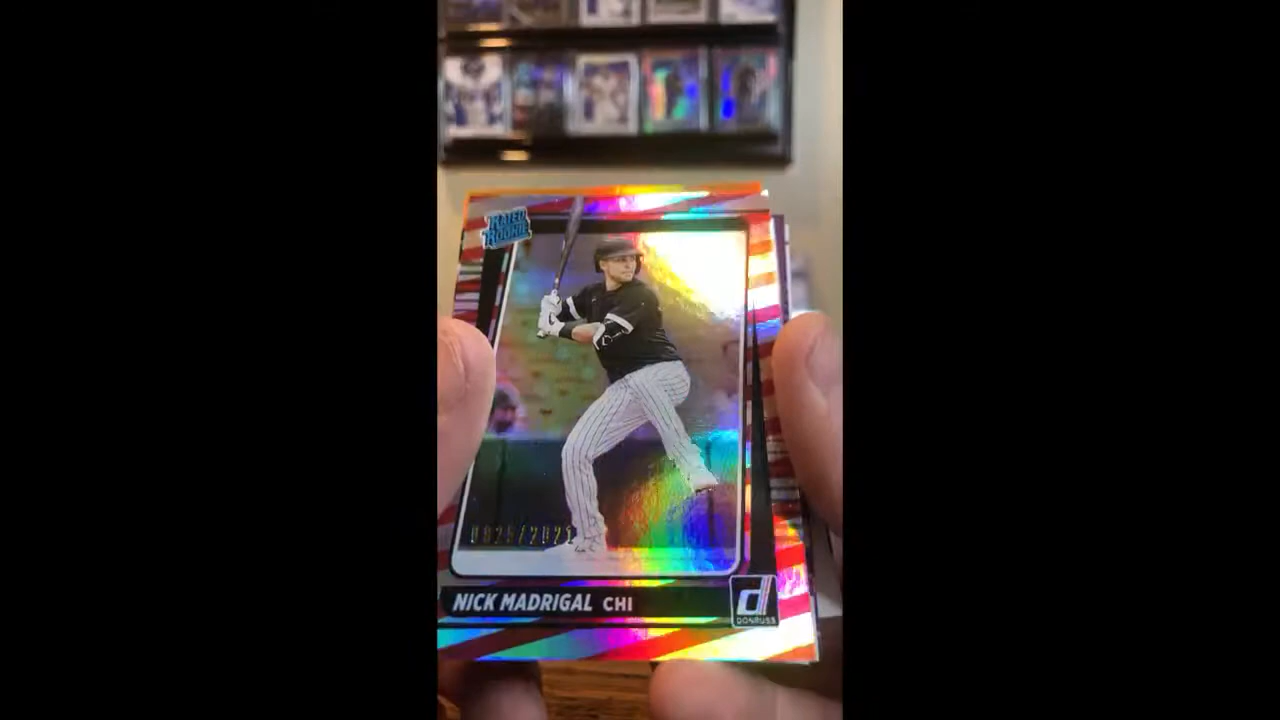 RATED
ROOKIE
NICK MADRIGAL CHI
d
DONRUSS